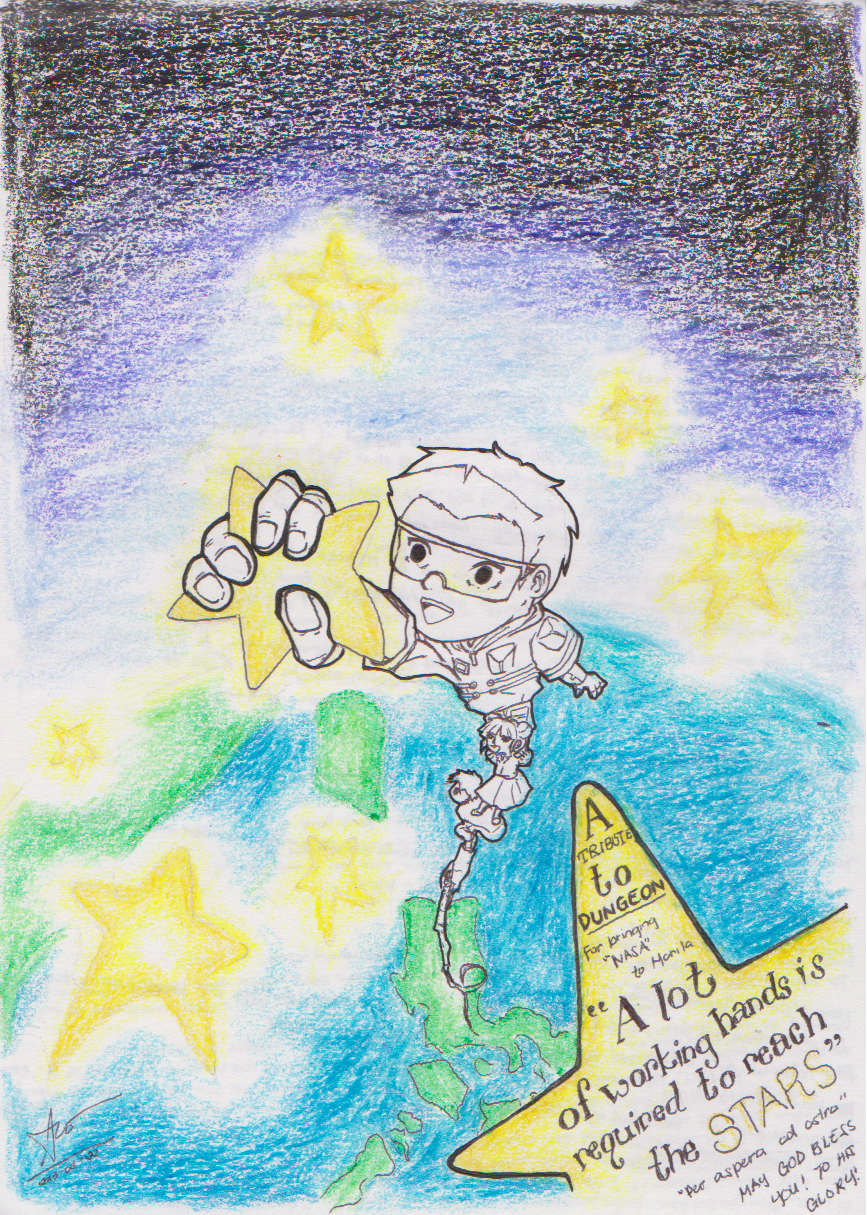 A
TRIBUTE
to
DUNGEON
For bringing
"NASA"
to Manila
"A lot
of working hands is
required to reach
the STARS"
"Per aspera ad astra"
MAY GOD BLESS
YOU! TO HIS
GLORY!